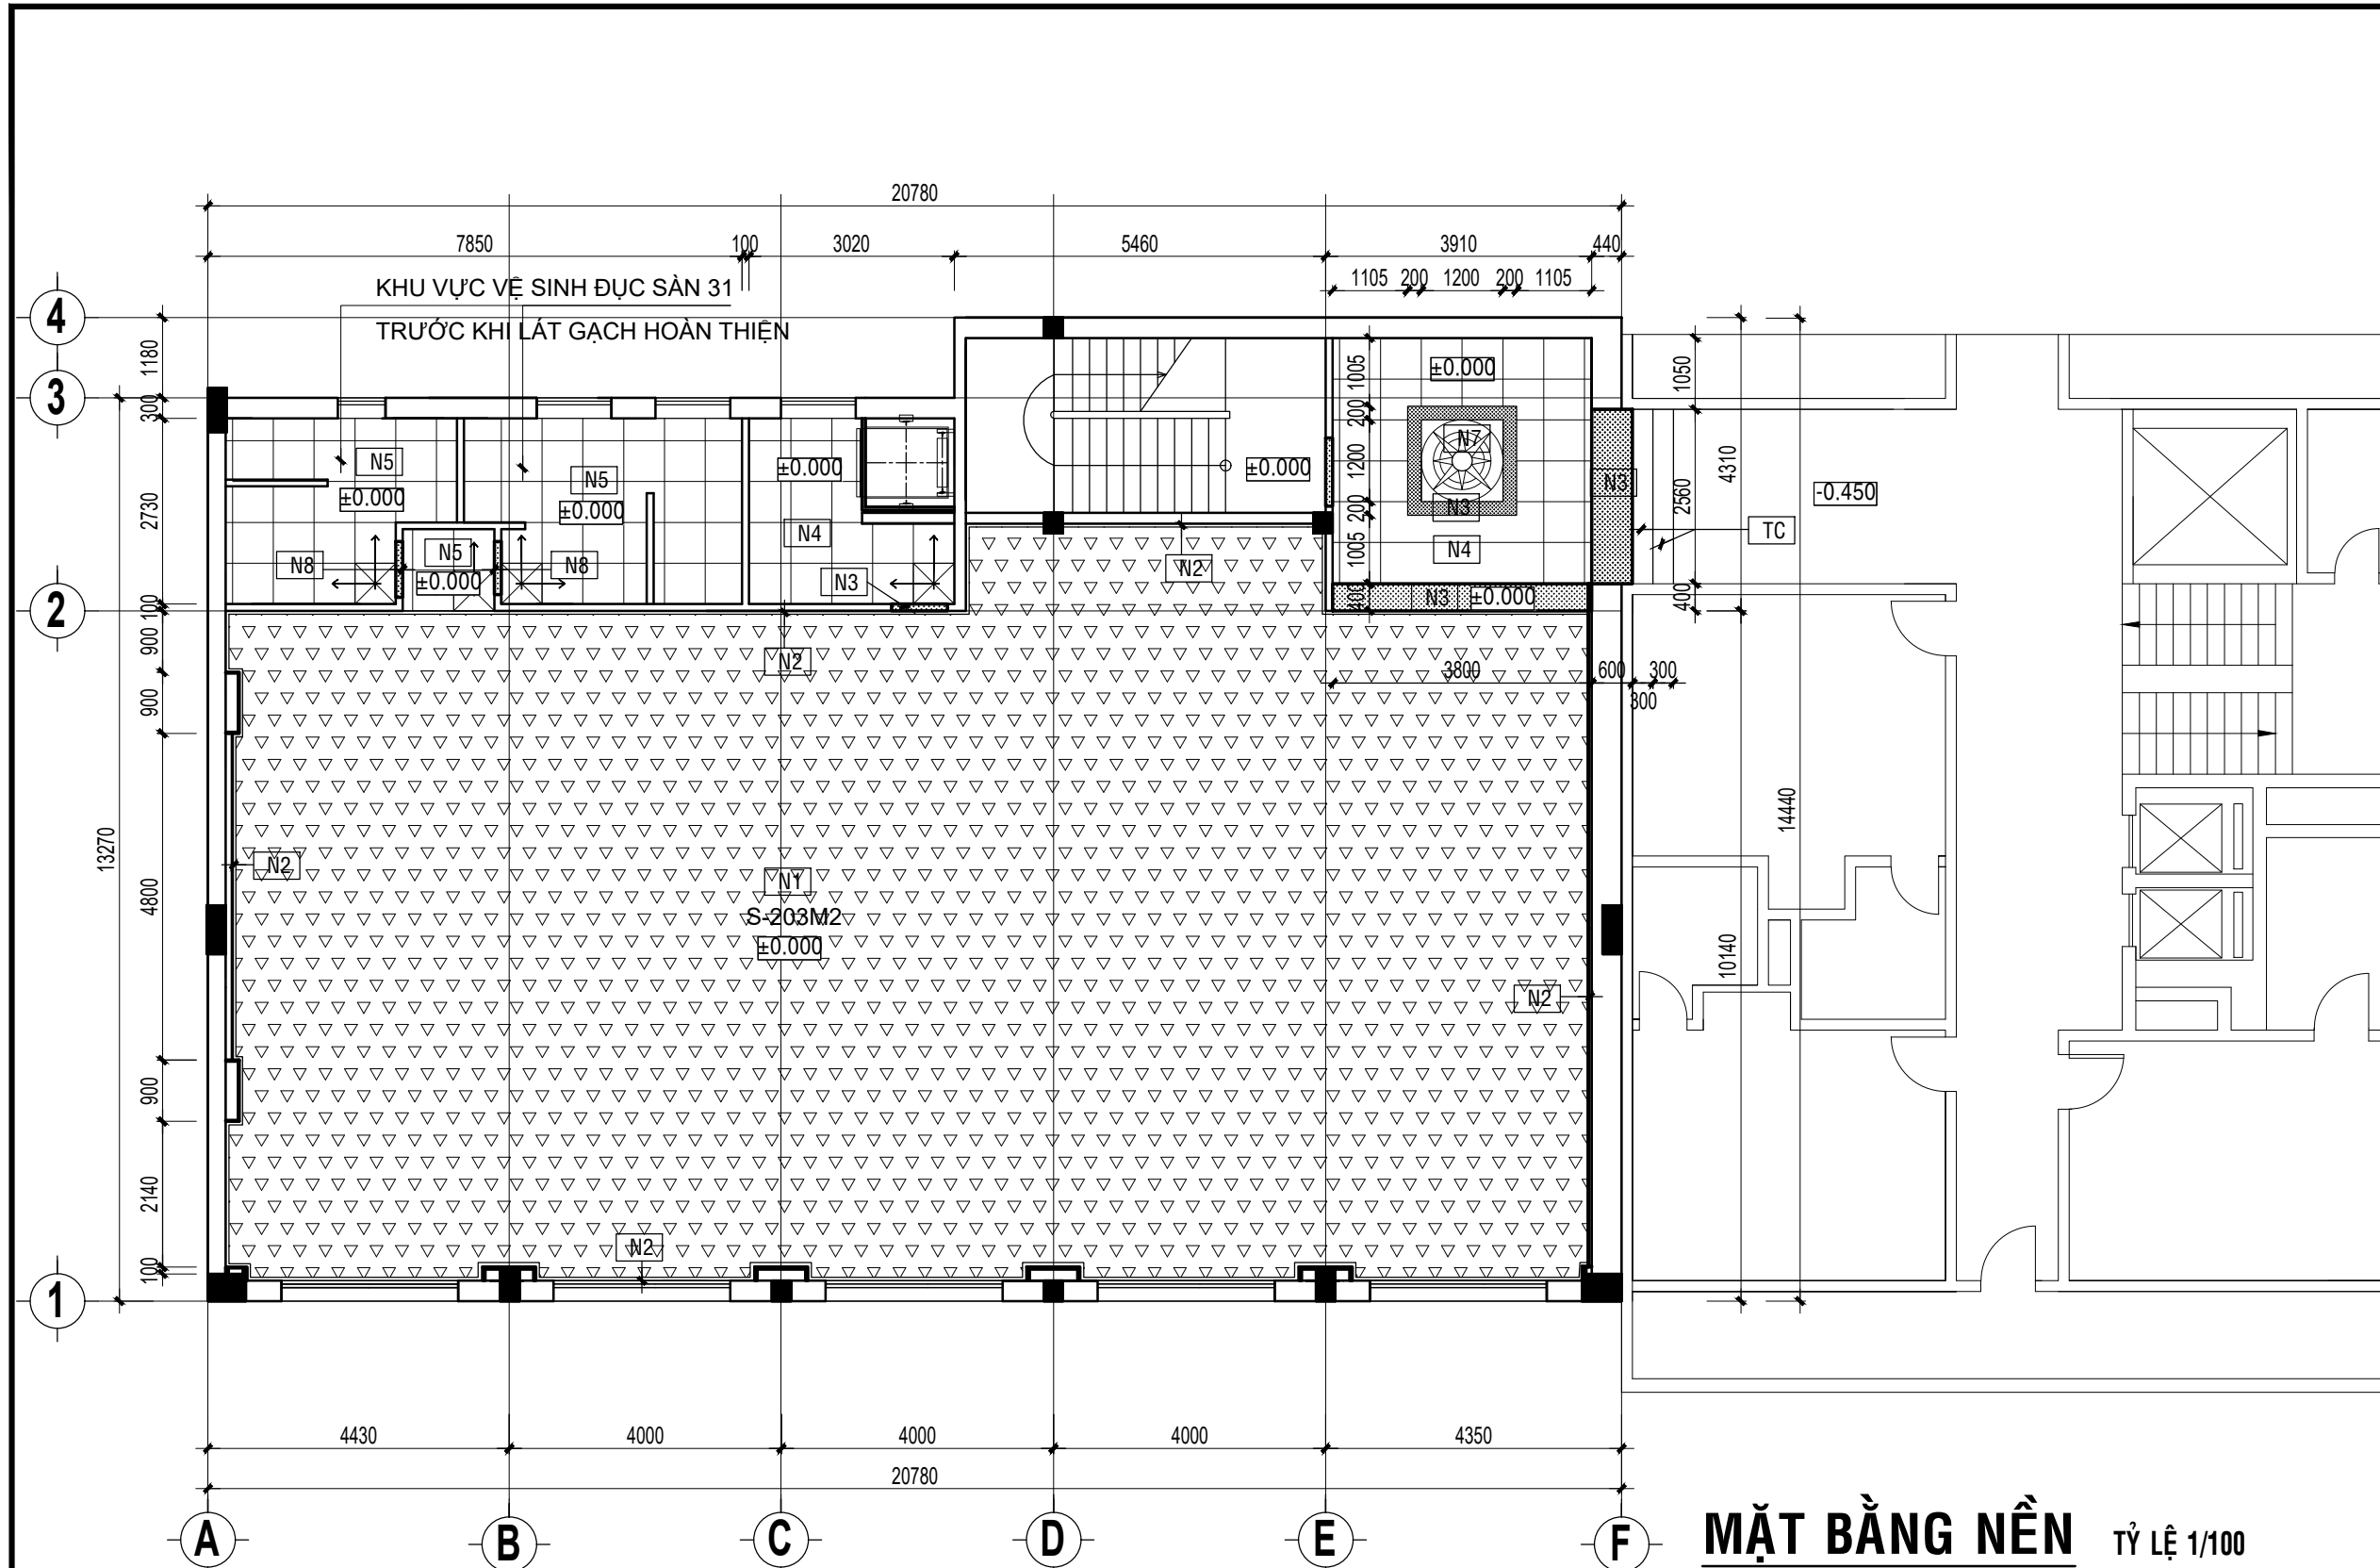 20780
7850 100 3020 5460 3910 440
1105 200 1200 200 1105
KHU VỰC VỆ SINH ĐỤC SÀN 31
TRƯỚC KHI LÁT GẠCH HOÀN THIỆN
4
3
2
1
1180
300
2730
100
900
900
4800
900
2140
100
13270
N5
±0.000
N5
±0.000
N8
N5
±0.000
N8
±0.000
N4
N3
±0.000
N2
1005
200
1200
200
1005
400
±0.000
N7
N3
N4
N3 ±0.000
N3
1050
2560
400
4310
14440
10140
-0.450
TC
3800 600 300
300
N2
N2
N1
S-203M2
±0.000
N2
N2
4430 4000 4000 4000 4350
20780
A B C D E F
MẶT BẰNG NỀN TỶ LỆ 1/100